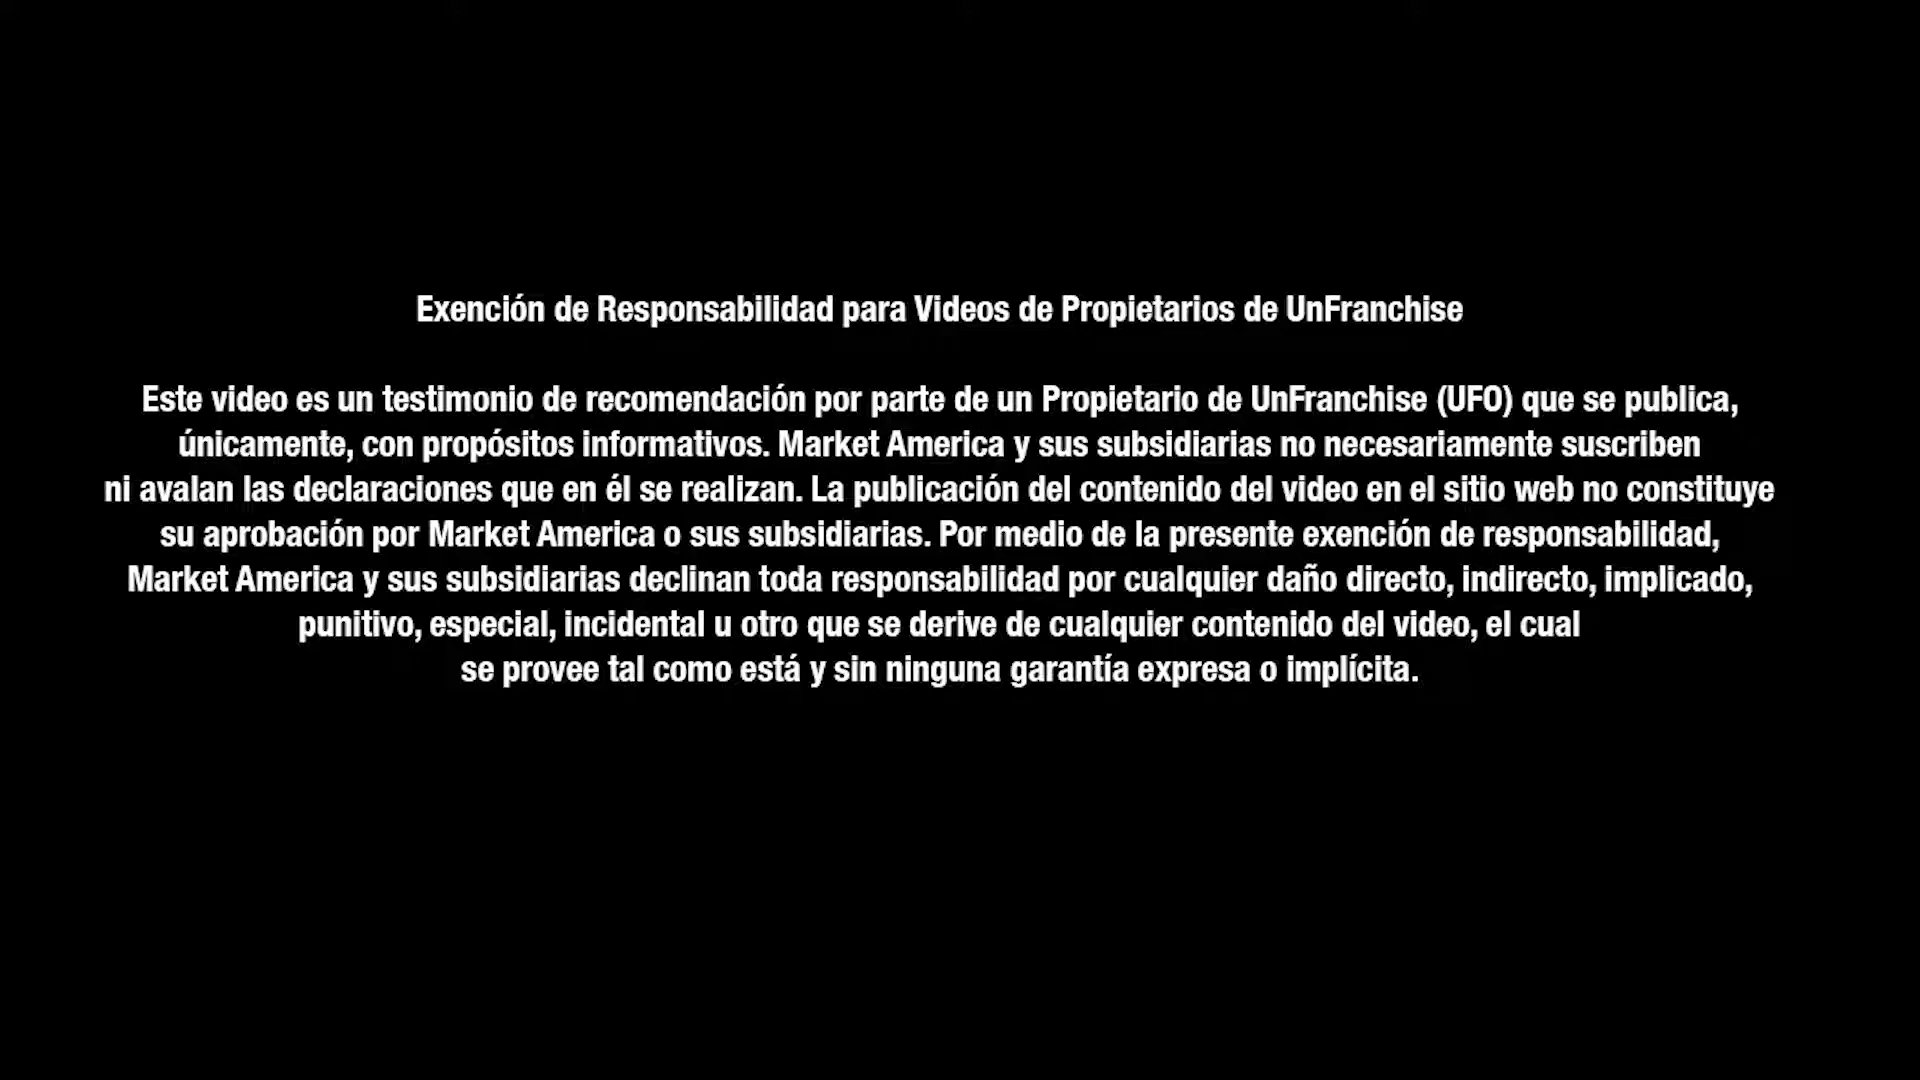 Exención de Responsabilidad para Videos de Propietarios de UnFranchise
Este video es un testimonio de recomendación por parte de un Propietario de UnFranchise (UFO) que se publica,
únicamente, con propósitos informativos. Market America y sus subsidiarias no necesariamente suscriben
ni avalan las declaraciones que en él se realizan. La publicación del contenido del video en el sitio web no constituye
su aprobación por Market America o sus subsidiarias. Por medio de la presente exención de responsabilidad,
Market America y sus subsidiarias declinan toda responsabilidad por cualquier daño directo, indirecto, implicado,
punitivo, especial, incidental u otro que se derive de cualquier contenido del video, el cual
se provee tal como está y sin ninguna garantía expresa o implícita.